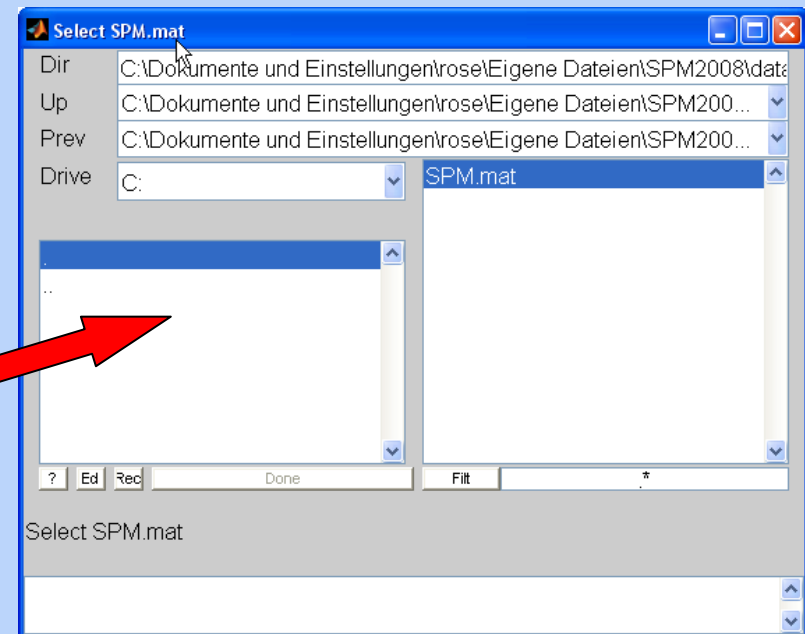 Select SPM.mat
Dir C:\Dokumente und Einstellungen\rose\Eigene Dateien\SPM2008\data
Up C:\Dokumente und Einstellungen\rose\Eigene Dateien\SPM200...
Prev C:\Dokumente und Einstellungen\rose\Eigene Dateien\SPM200...
Drive C: SPM.mat
.
..
? Ed Rec Done Filt .*
Select SPM.mat